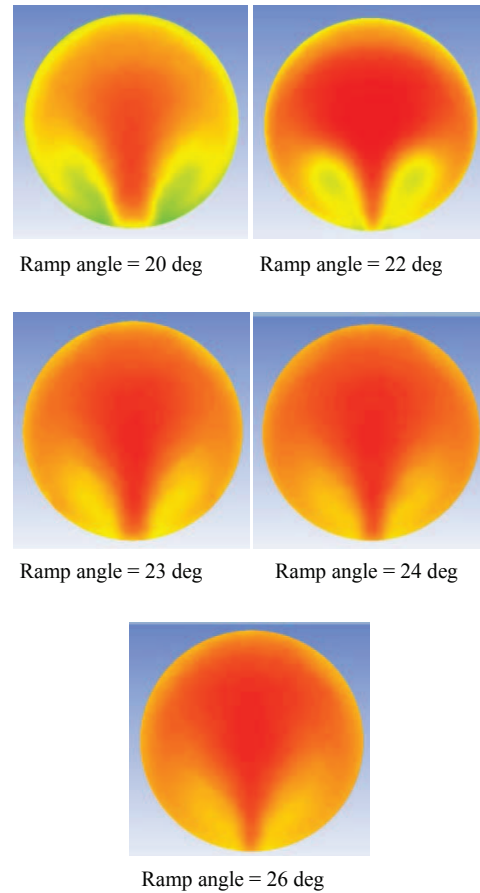 Ramp angle = 20 deg
Ramp angle = 22 deg
Ramp angle = 23 deg
Ramp angle = 24 deg
Ramp angle = 26 deg